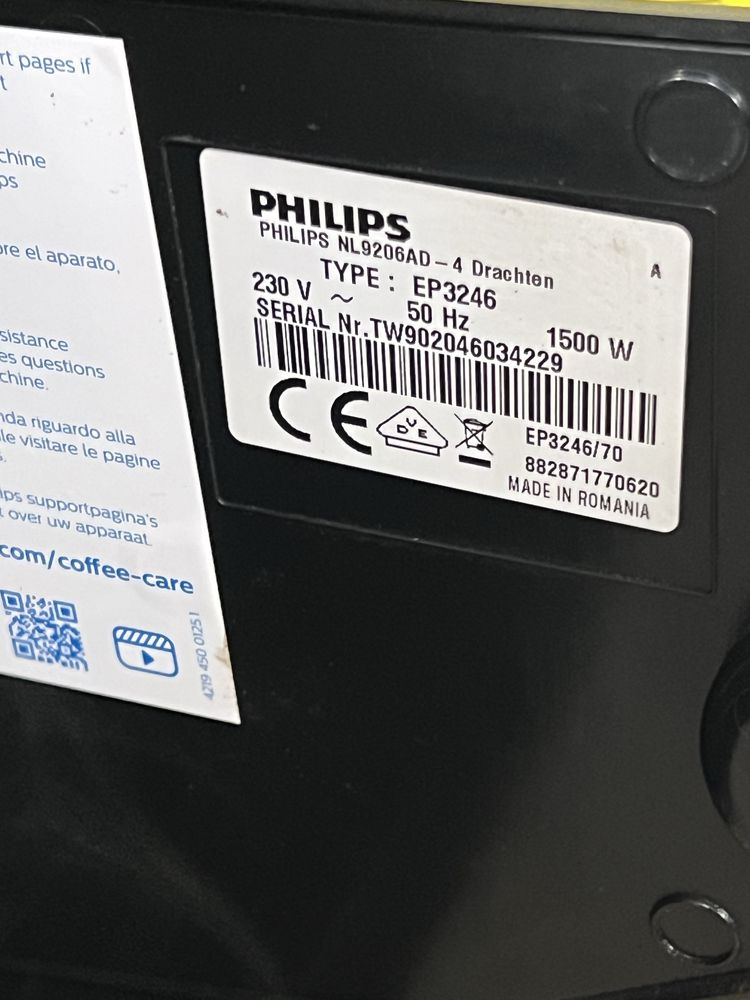 rt pages if
t
chine
ps
ore el aparato,
sistance
es questions
chine.
nda riguardo alla
le visitare le pagine
s.
ips supportpagina's
t over uw apparaat.
com/coffee-care
4219 450 0125 1
PHILIPS
PHILIPS NL9206AD-4 Drachten
A
TYPE : EP3246
230 V ~ 50 Hz 1500 W
SERIAL Nr.TW902046034229
CE
DVE
EP3246/70
882871770620
MADE IN ROMANIA